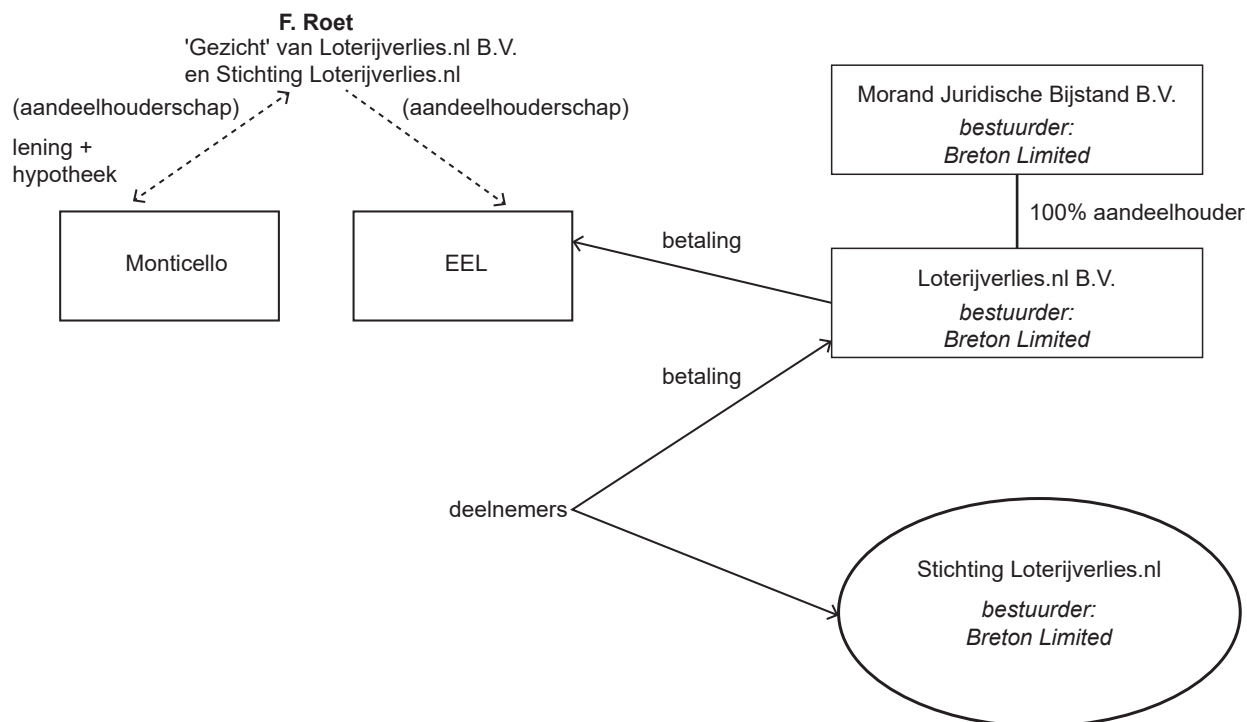 F. Roet
'Gezicht' van Loterijverlies.nl B.V.
en Stichting Loterijverlies.nl
(aandeelhouderschap)
(aandeelhouderschap)
lening +
hypotheek
Monticello
EEL
Morand Juridische Bijstand B.V.
bestuurder:
Breton Limited
100% aandeelhouder
betaling
Loterijverlies.nl B.V.
bestuurder:
Breton Limited
betaling
deelnemers
Stichting Loterijverlies.nl
bestuurder:
Breton Limited